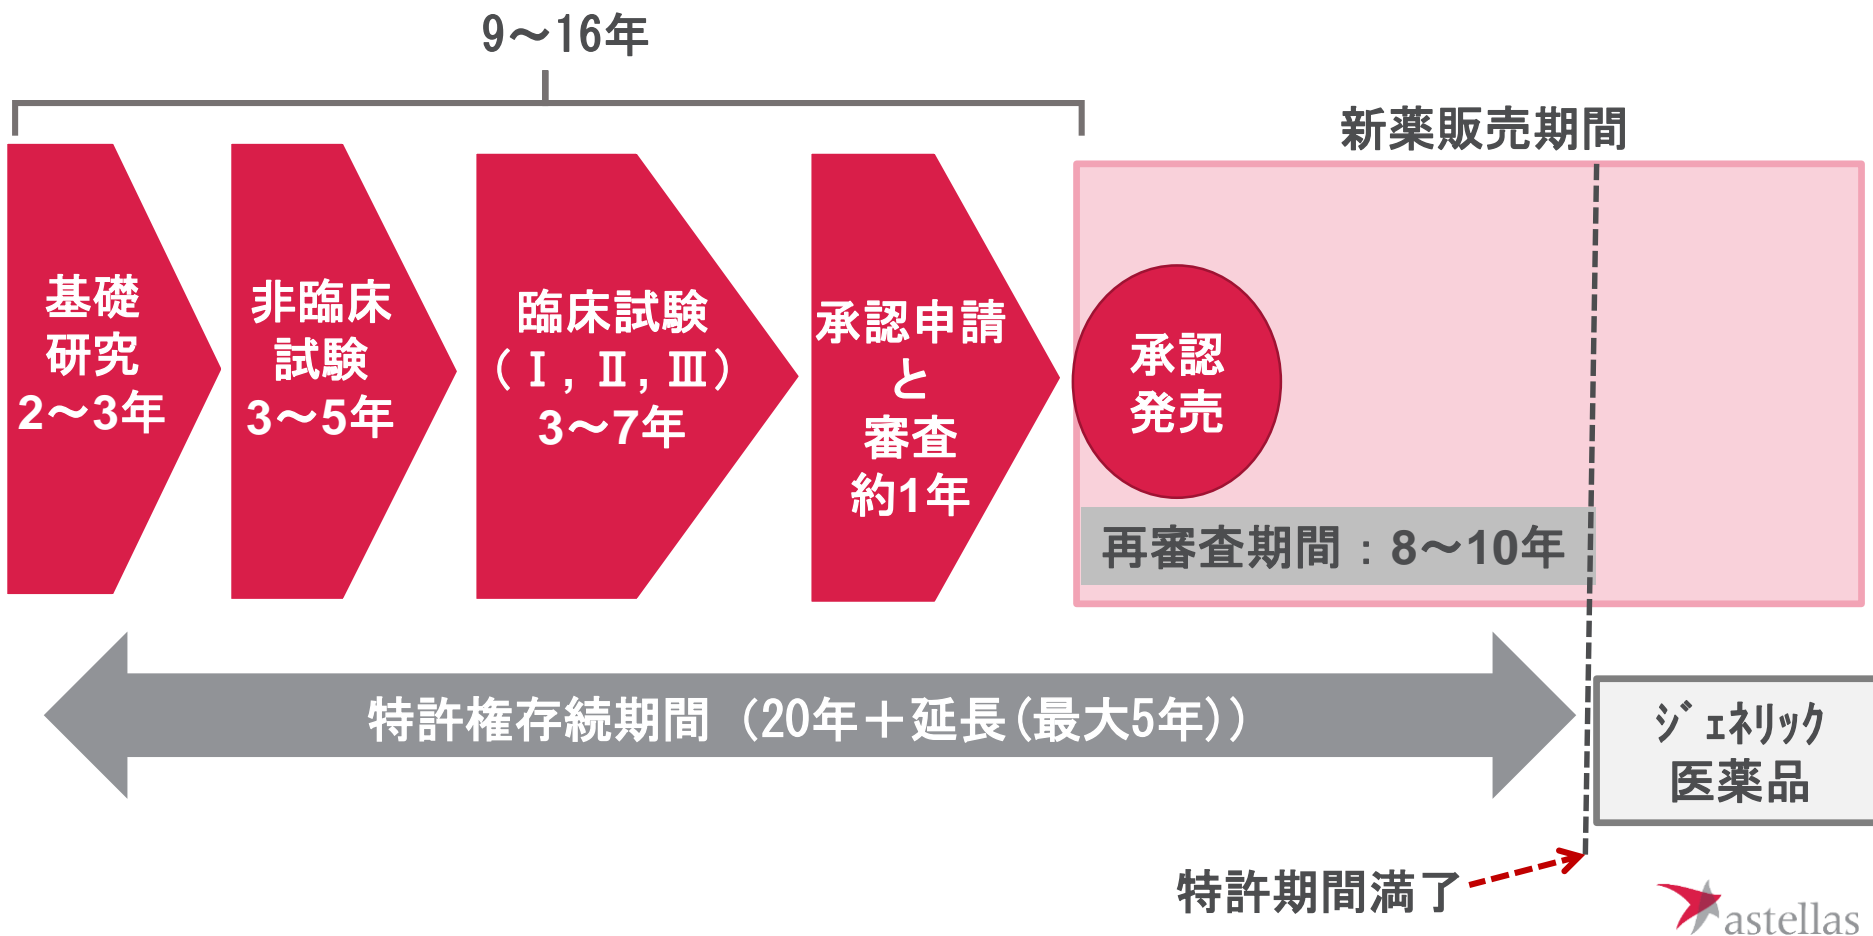 9～16年
新薬販売期間
基礎
研究
2～3年
非臨床
試験
3～5年
臨床試験
（Ⅰ,Ⅱ,Ⅲ）
3～7年
承認申請
と
審査
約1年
承認
発売
再審査期間：8～10年
特許権存続期間（20年＋延長(最大5年)）
ｼﾞｪﾈﾘｯｸ
医薬品
特許期間満了
astellas